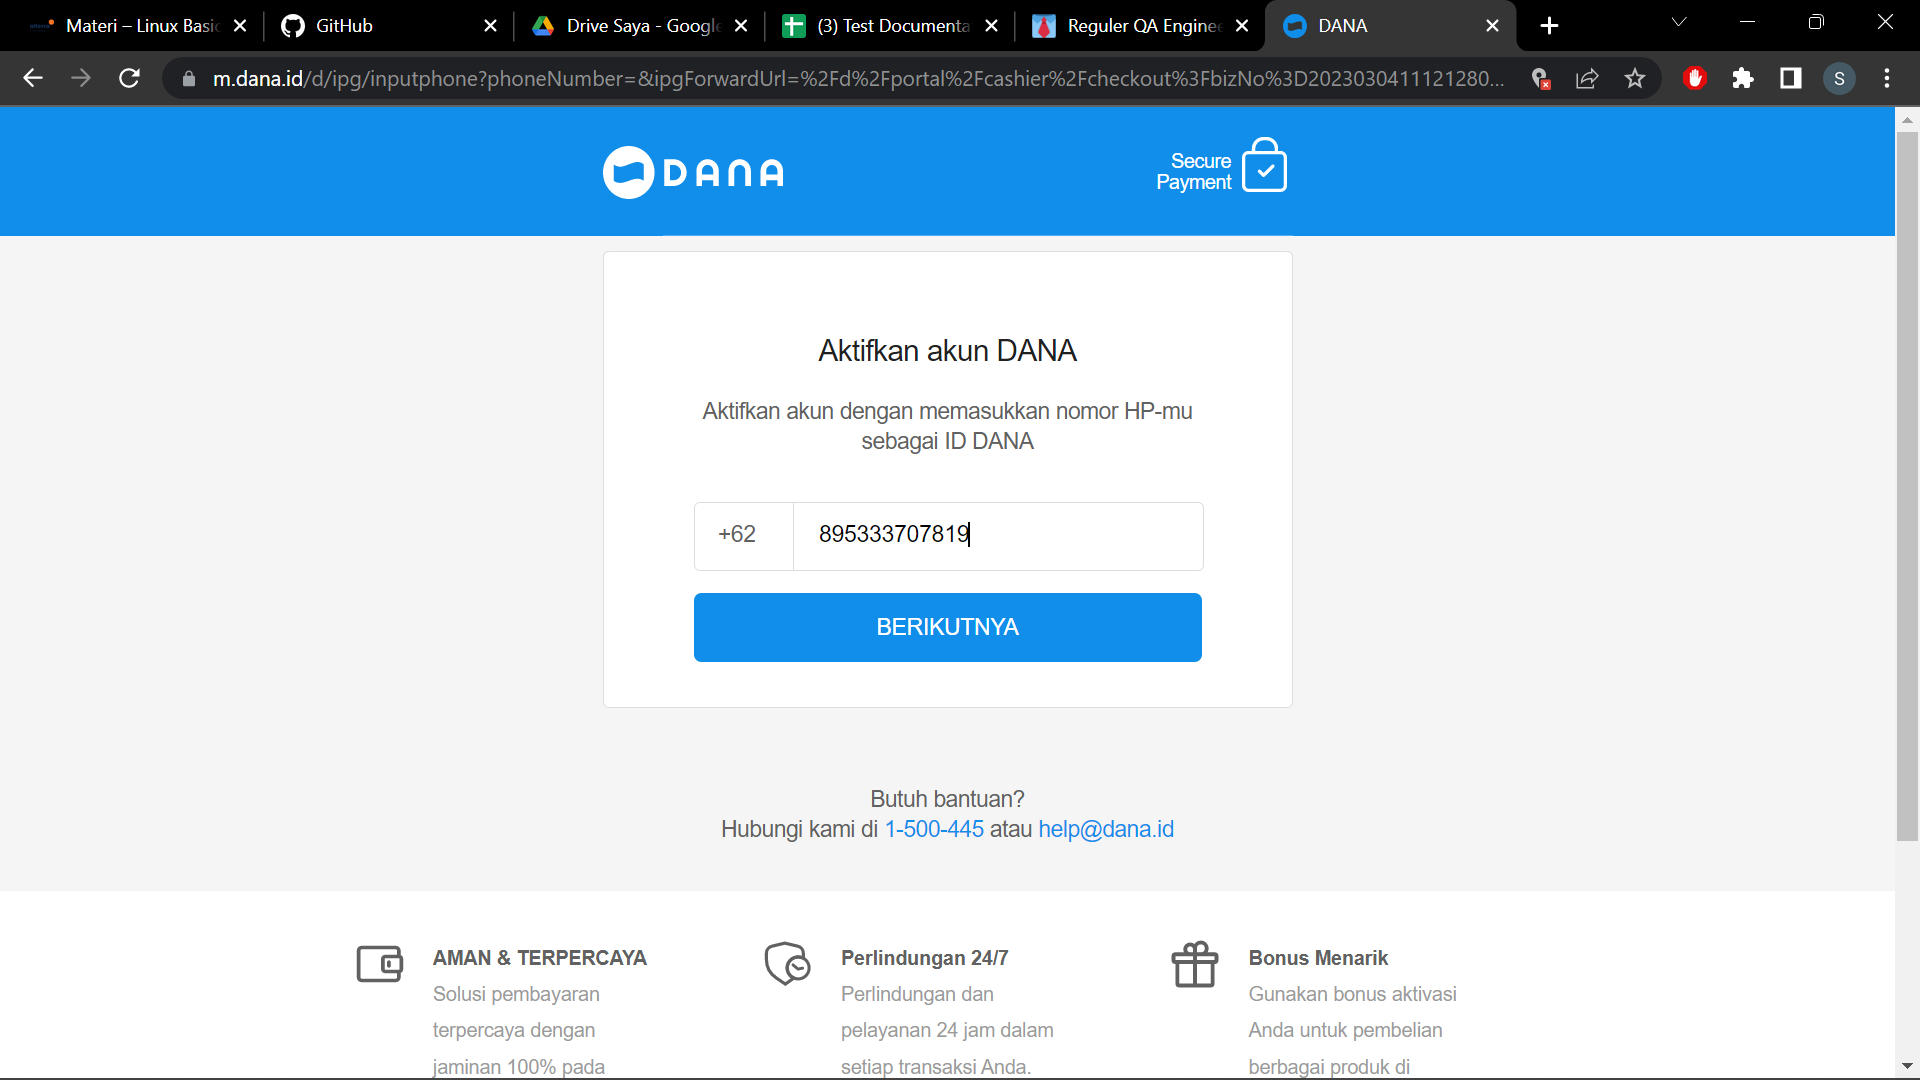 Materi – Linux Basic
GitHub
Drive Saya - Google
(3) Test Documenta
Reguler QA Enginee
DANA
m.dana.id/d/ipg/inputphone?phoneNumber=&ipgForwardUrl=%2Fd%2Fportal%2Fcashier%2Fcheckout%3FbizNo%3D2023030411121280...
S
DANA
Secure
Payment
Aktifkan akun DANA
Aktifkan akun dengan memasukkan nomor HP-mu
sebagai ID DANA
+62 895333707819
BERIKUTNYA
Butuh bantuan?
Hubungi kami di 1-500-445 atau help@dana.id
AMAN & TERPERCAYA
Solusi pembayaran
terpercaya dengan
jaminan 100% pada
Perlindungan 24/7
Perlindungan dan
pelayanan 24 jam dalam
setiap transaksi Anda.
Bonus Menarik
Gunakan bonus aktivasi
Anda untuk pembelian
berbagai produk di